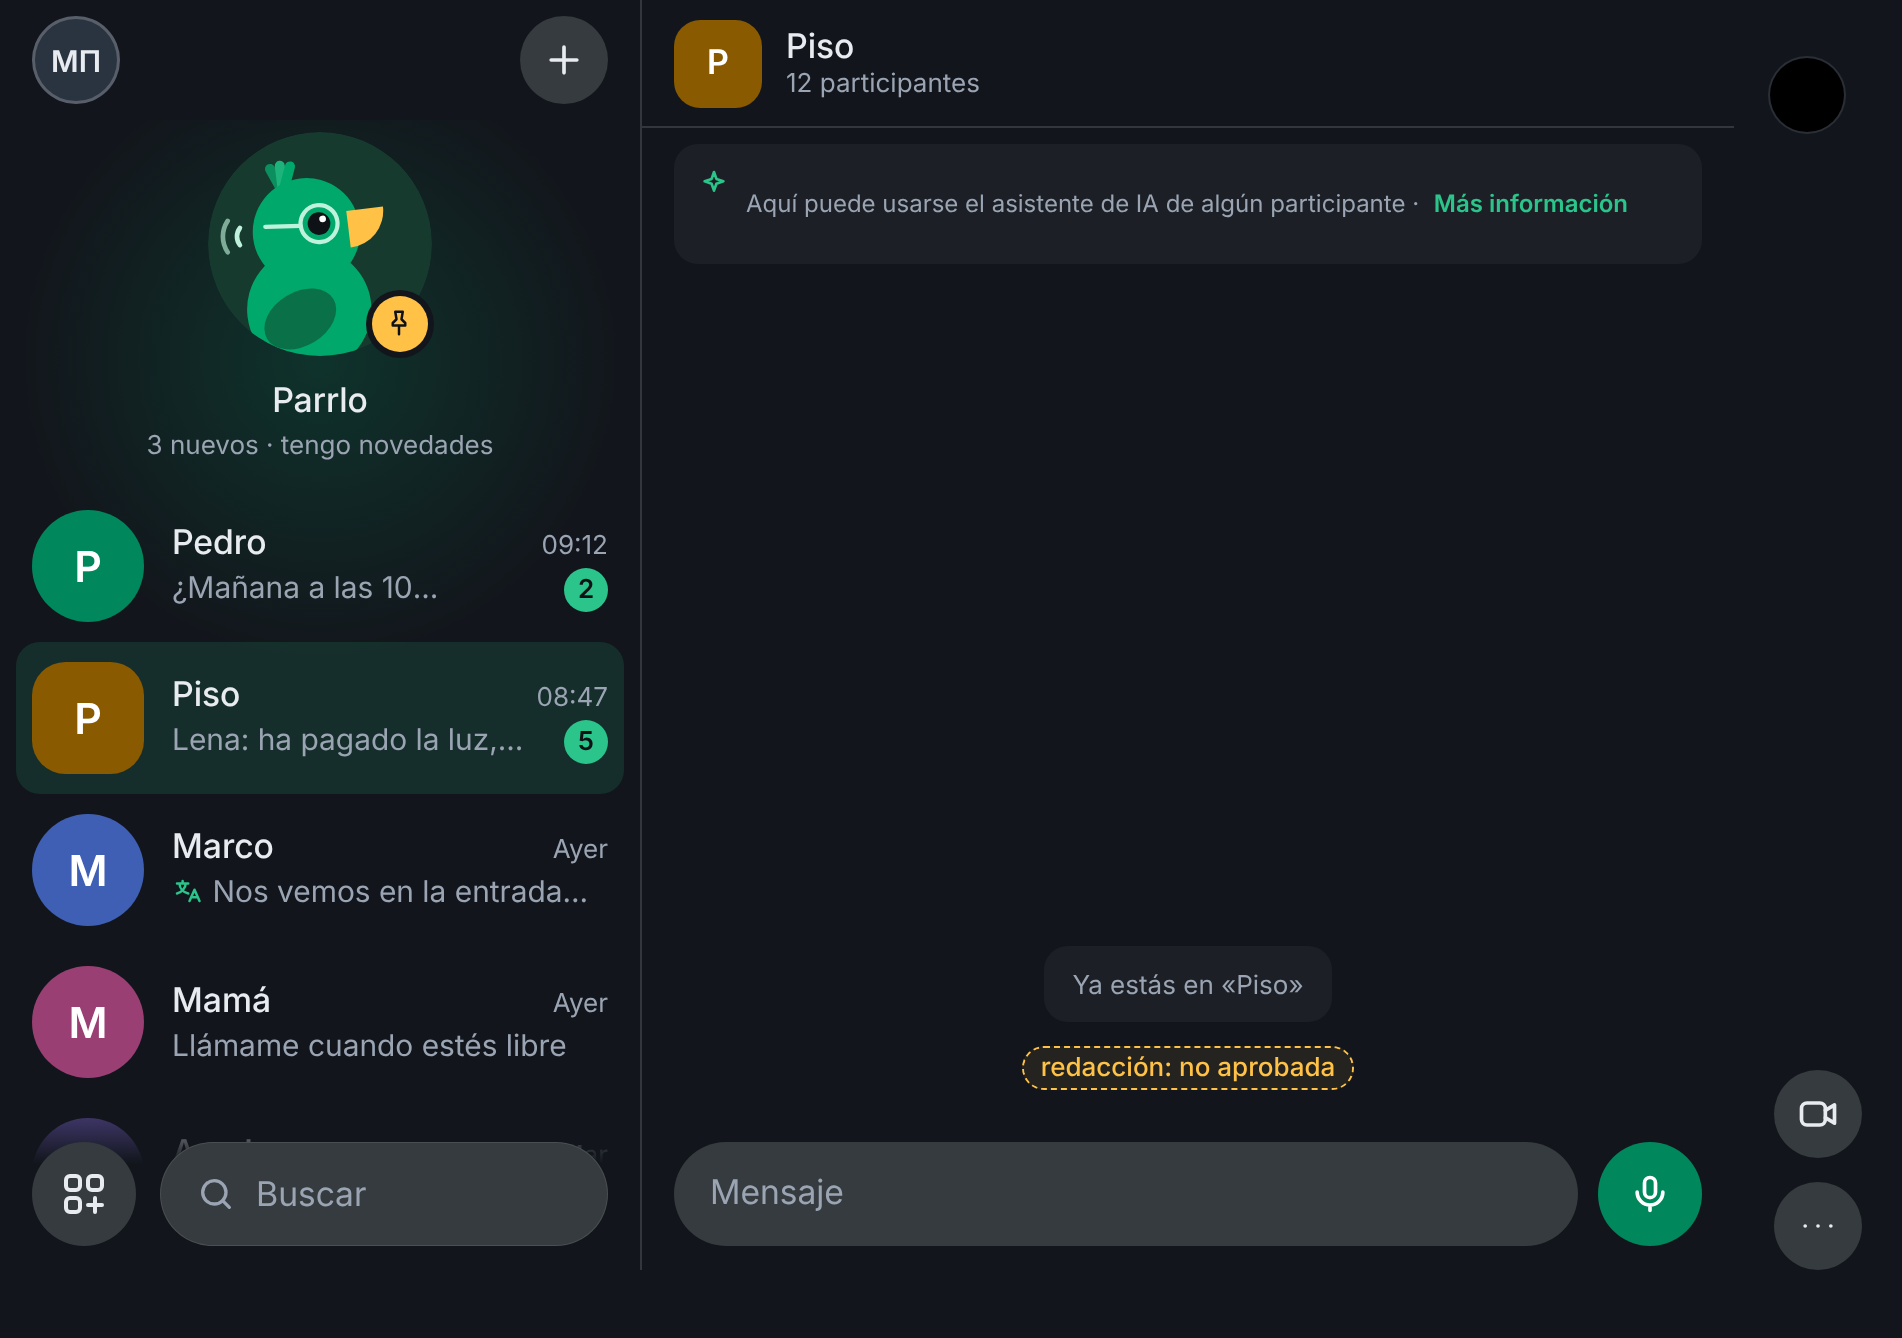 МП
Parrlo
3 nuevos · tengo novedades
P
Pedro
09:12
¿Mañana a las 10...
2
P
Piso
08:47
Lena: ha pagado la luz,...
5
M
Marco
Ayer
Nos vemos en la entrada...
M
Mamá
Ayer
Llámame cuando estés libre
Buscar
P
Piso
12 participantes
Aquí puede usarse el asistente de IA de algún participante · Más información
Ya estás en «Piso»
redacción: no aprobada
Mensaje